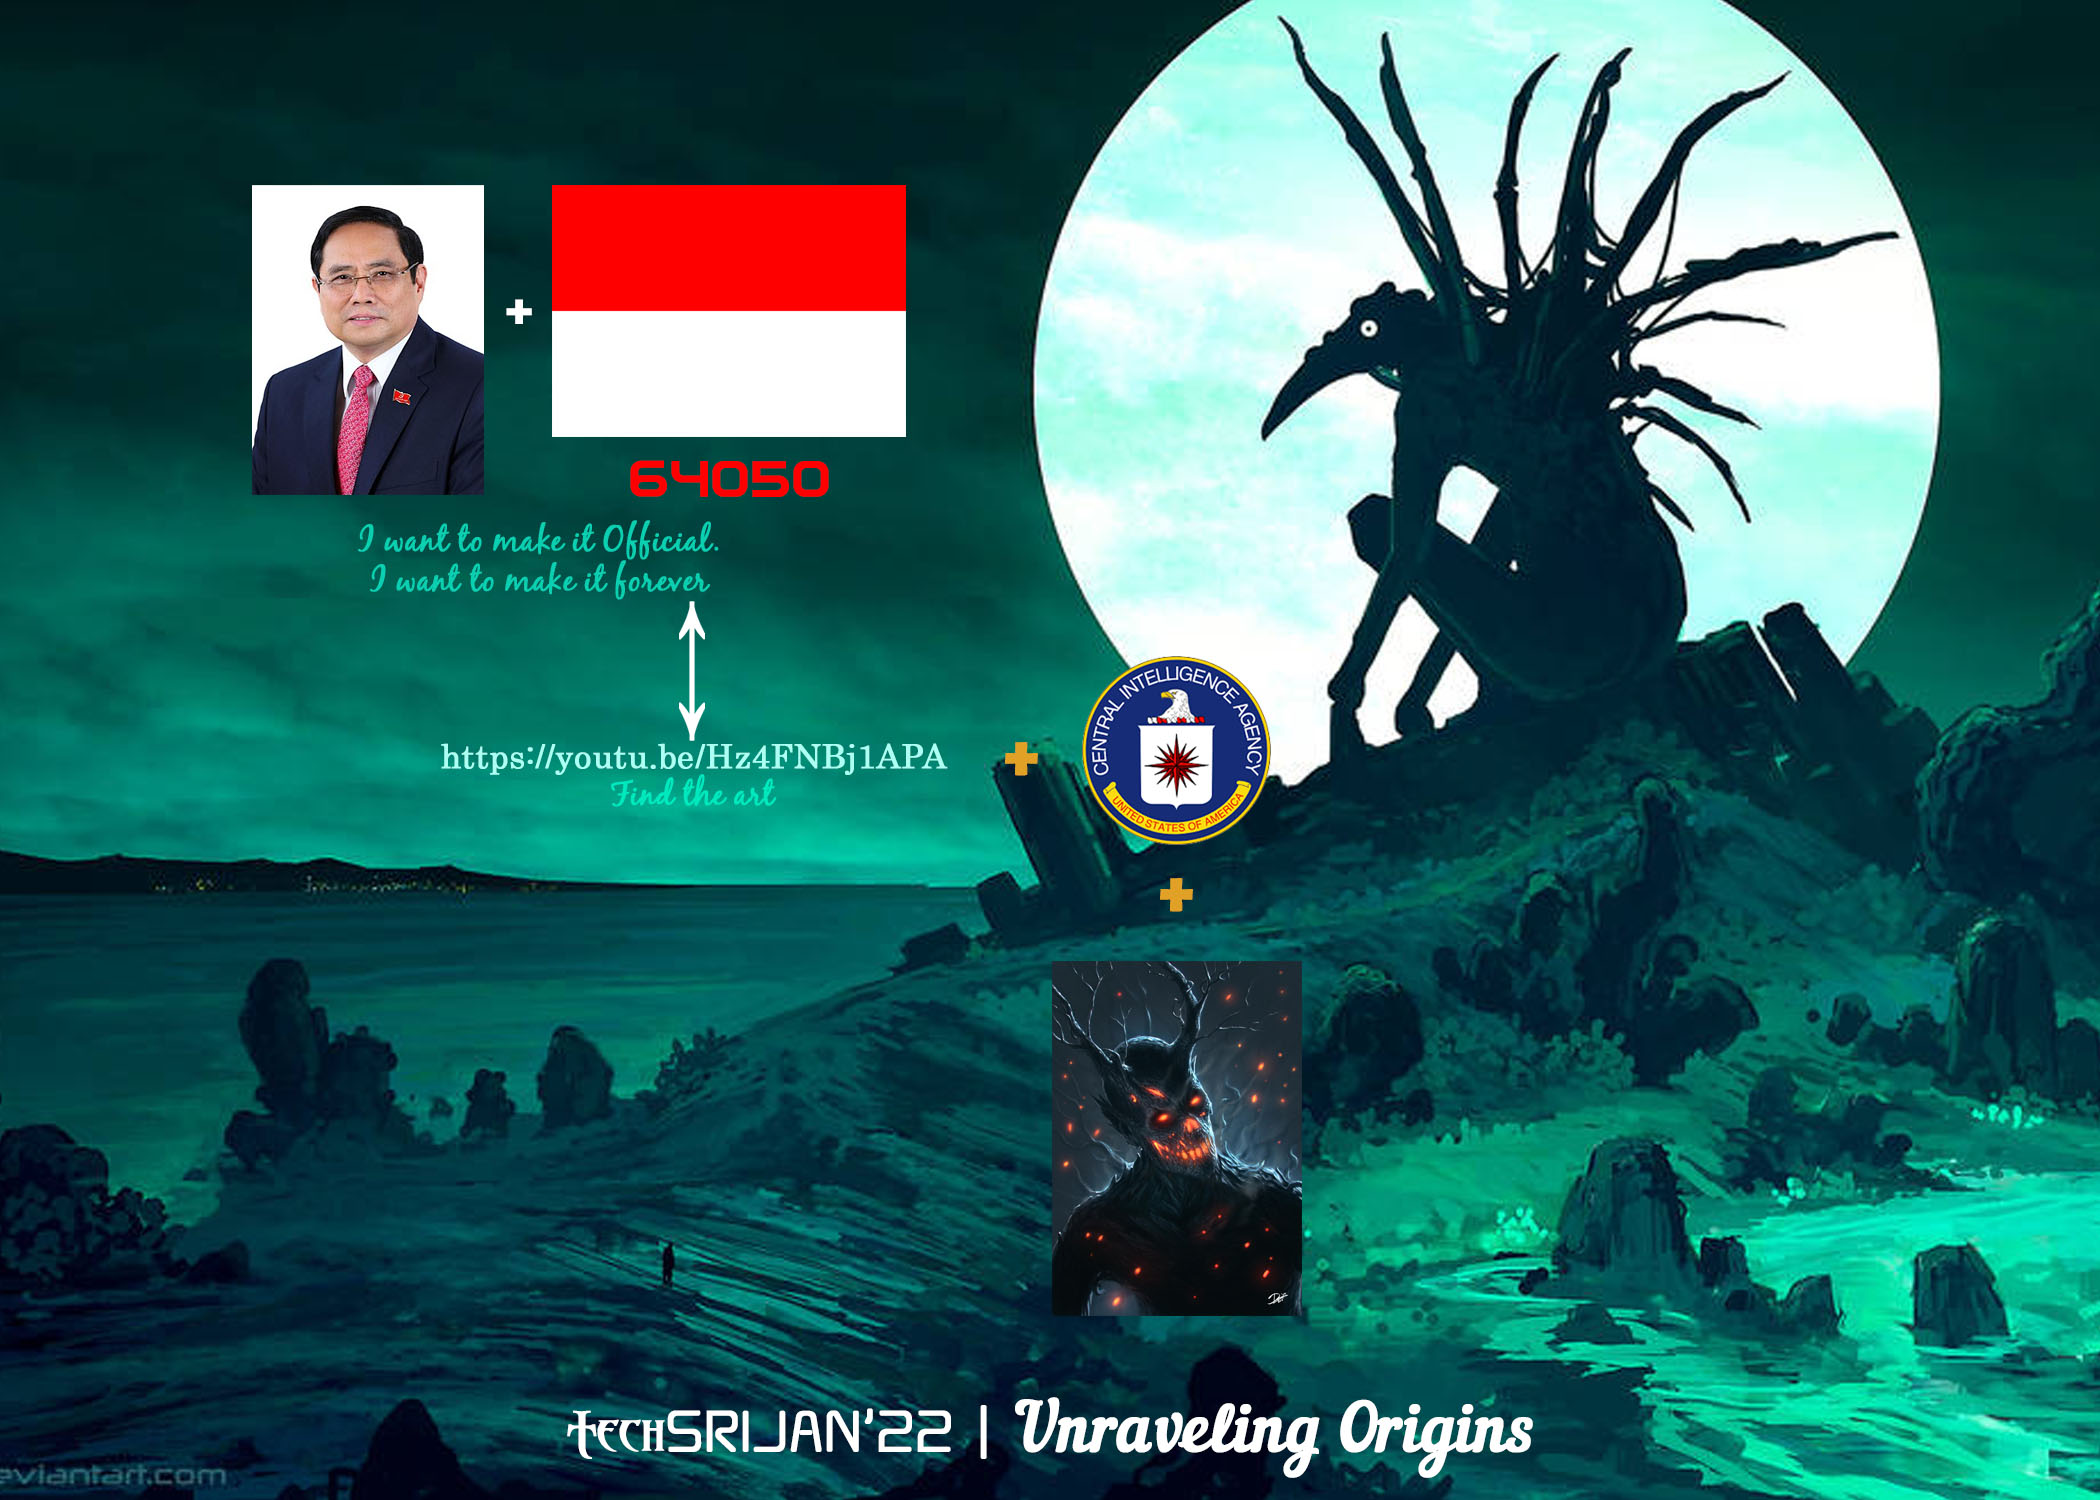 64050
I want to make it Official.
I want to make it forever
https://youtu.be/Hz4FNBj1APA
Find the art
CENTRAL INTELLIGENCE AGENCY
UNITED STATES OF AMERICA
TECHSRIJAN'22 | Unraveling Origins
eviantart.com